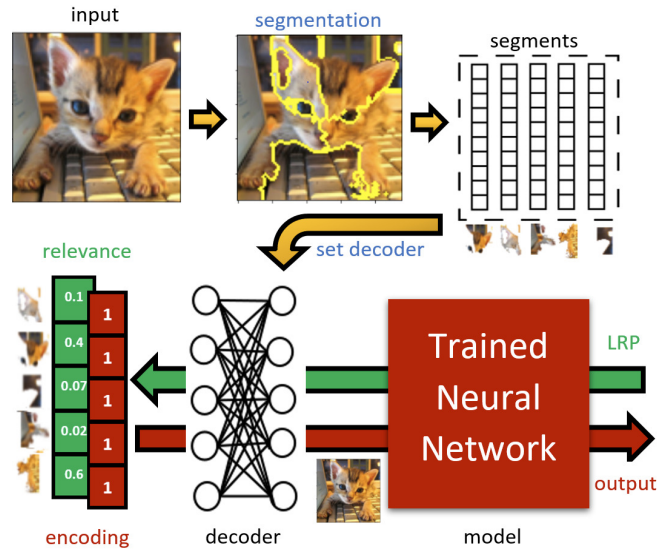 input
segmentation
segments
set decoder
relevance
0.1
1
0.4
1
0.07
1
0.02
1
0.6
1
Trained
Neural
Network
LRP
output
encoding
decoder
model